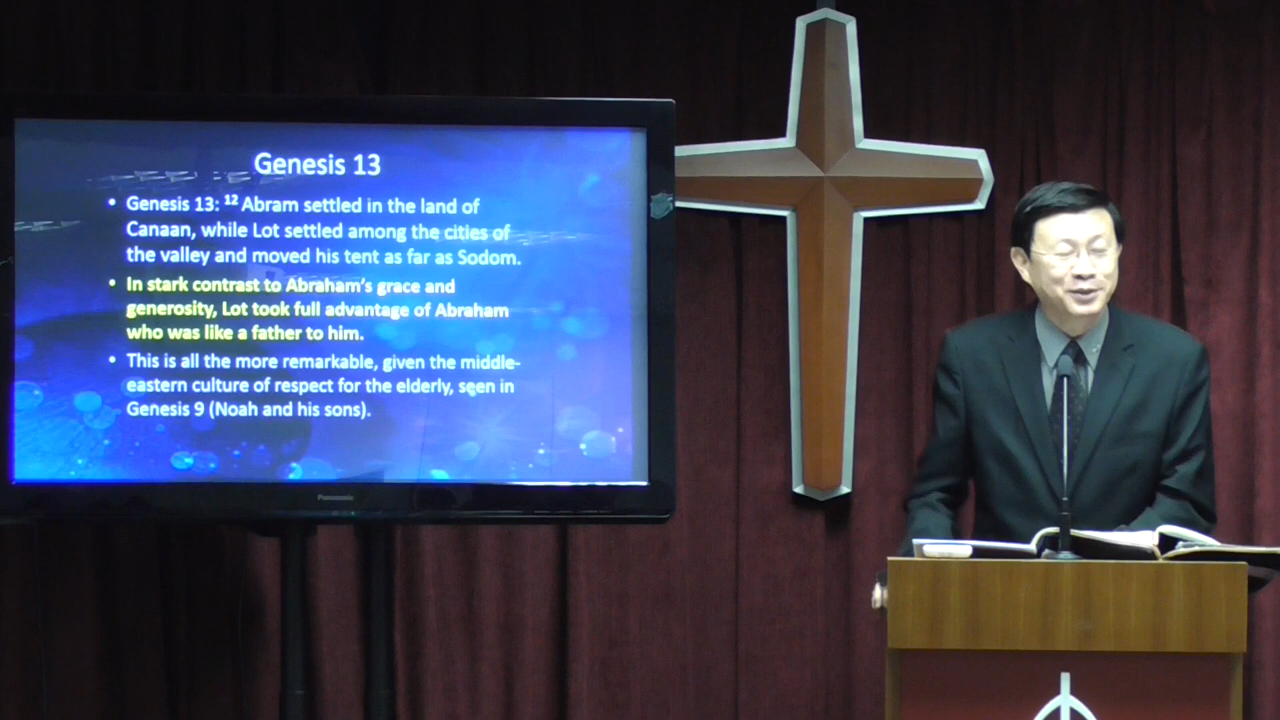 Genesis 13
• Genesis 13: ¹² Abram settled in the land of
Canaan, while Lot settled among the cities of
the valley and moved his tent as far as Sodom.
• In stark contrast to Abraham's grace and
generosity, Lot took full advantage of Abraham
who was like a father to him.
• This is all the more remarkable, given the middle-
eastern culture of respect for the elderly, seen in
Genesis 9 (Noah and his sons).
Panasonic